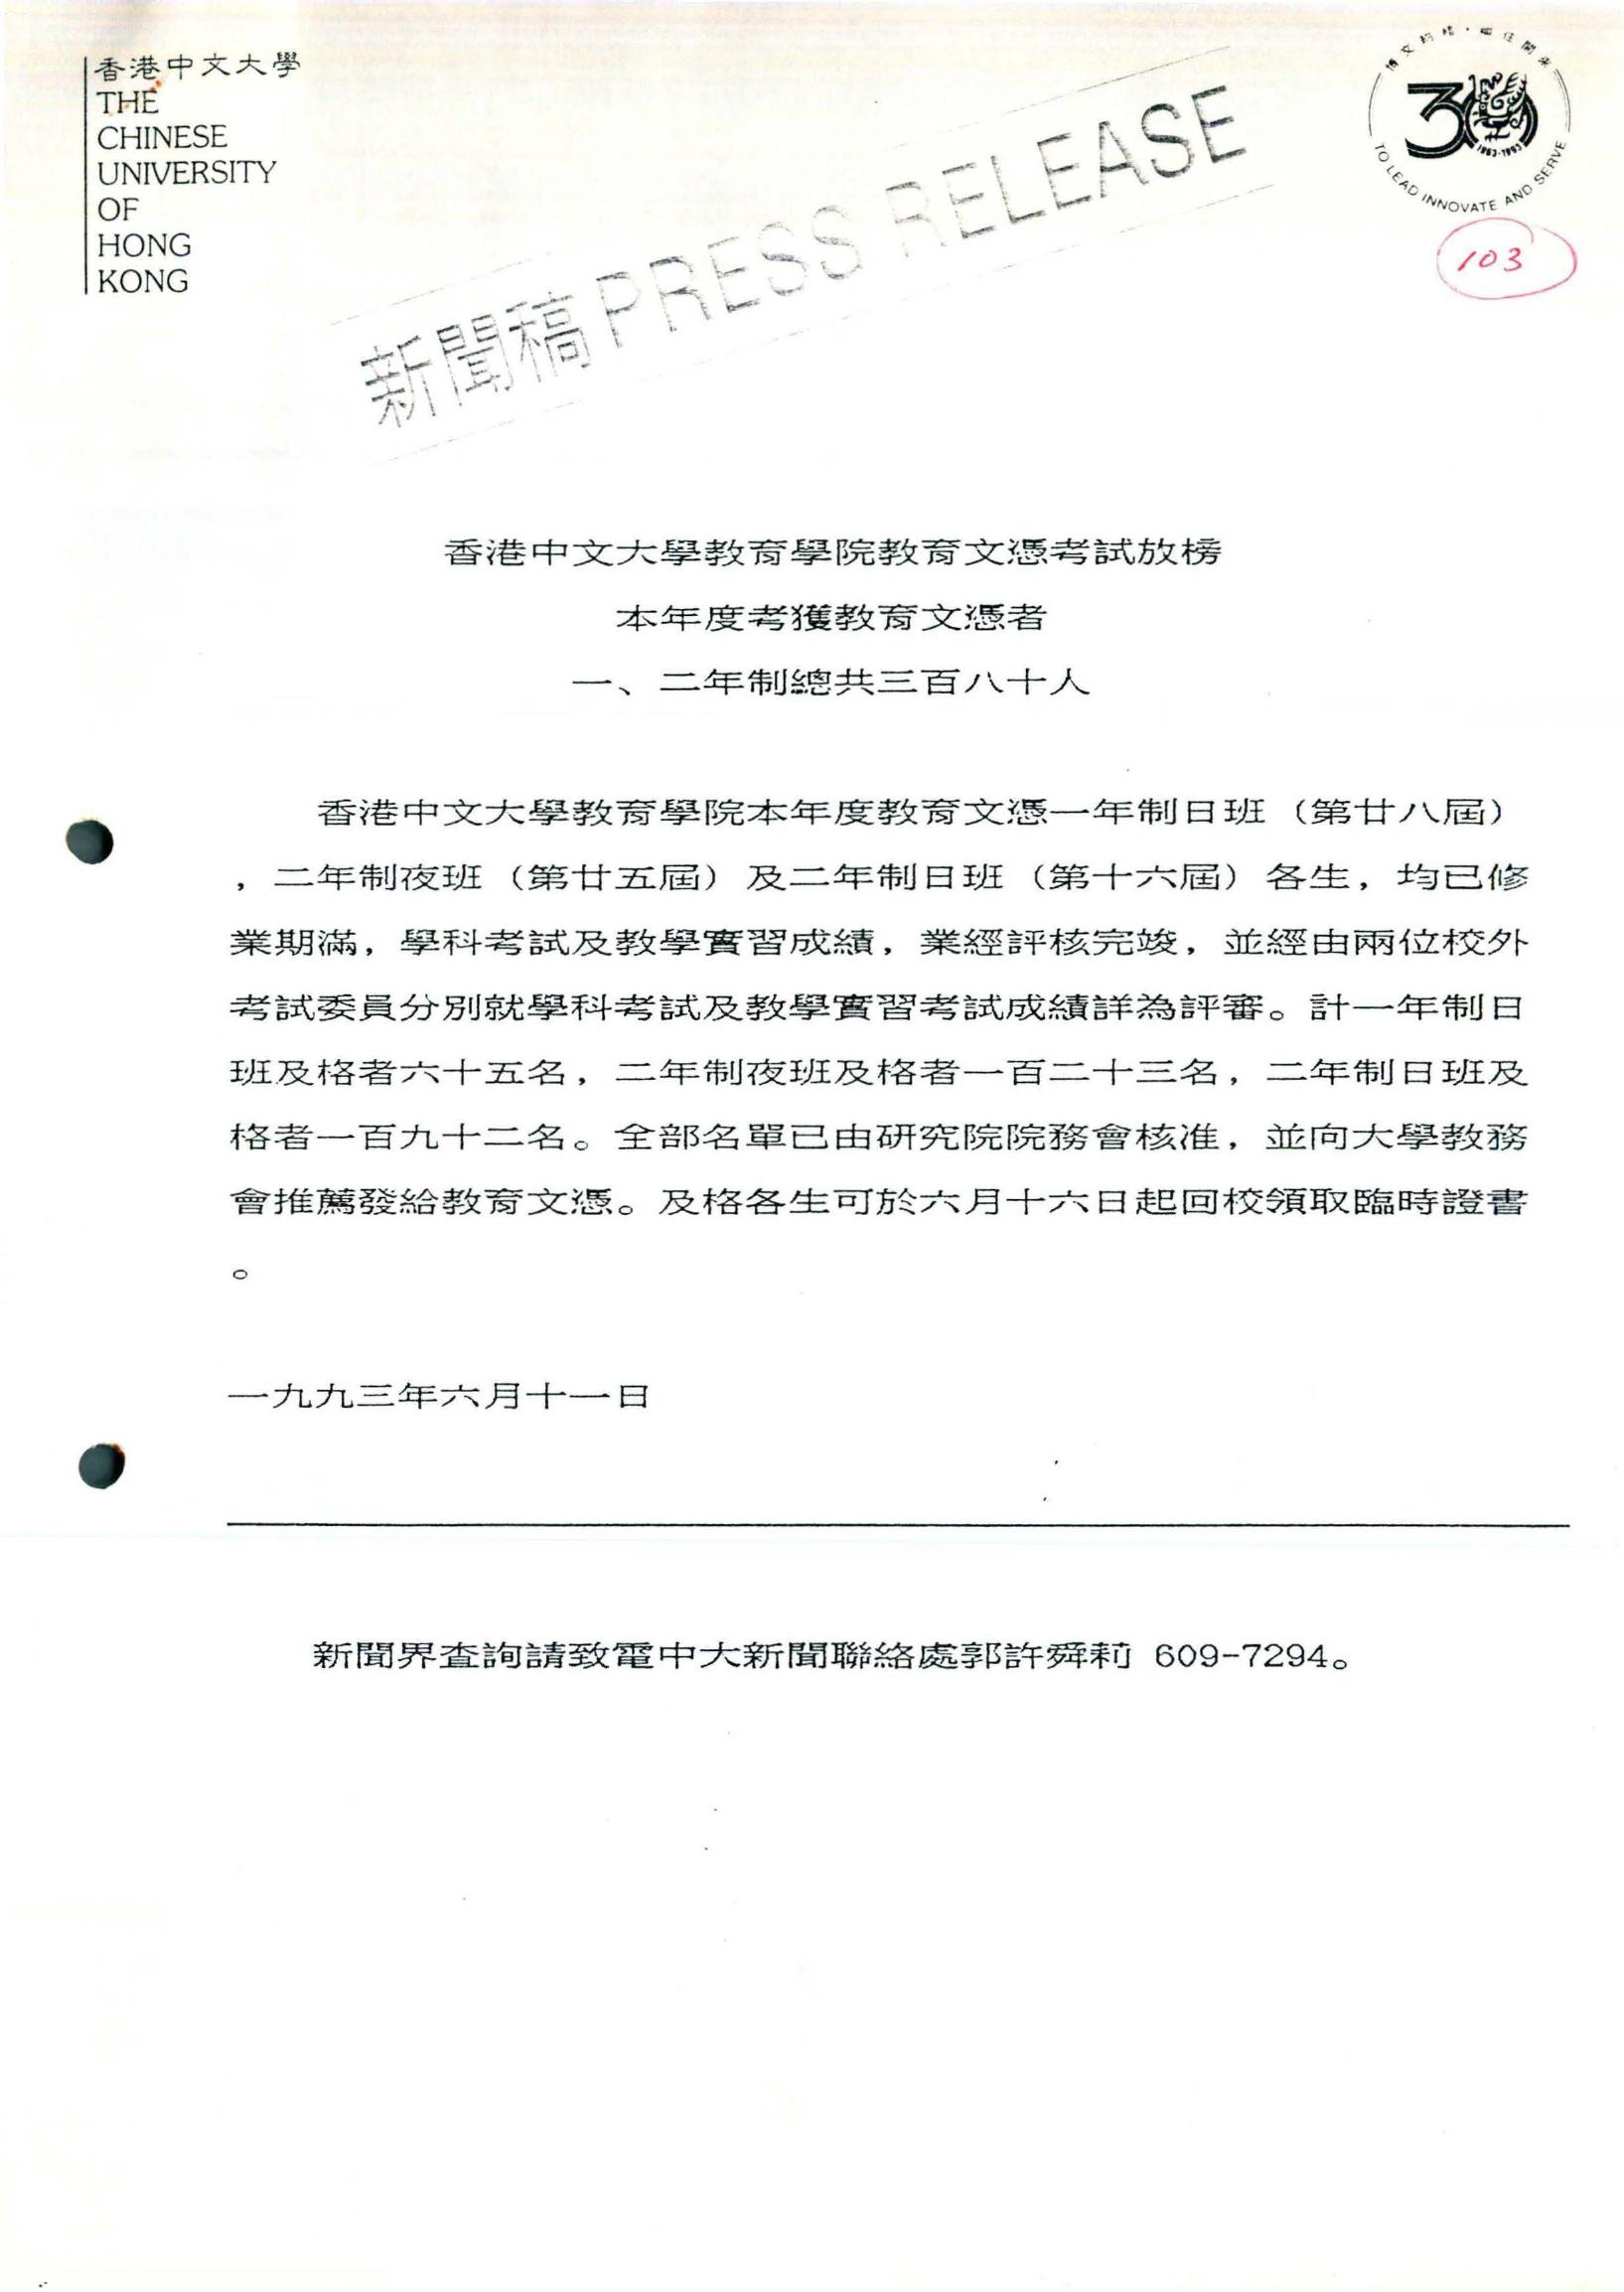 香港中文大學
THE
CHINESE
UNIVERSITY
OF
HONG
KONG
博文約禮·繼往開來
30
1963-1993
TO LEAD INNOVATE AND SERVE
103
新聞稿 PRESS RELEASE
香港中文大學教育學院教育文憑考試放榜
本年度考獲教育文憑者
一、二年制總共三百八十人
香港中文大學教育學院本年度教育文憑一年制日班（第廿八屆）
，二年制夜班（第廿五屆）及二年制日班（第十六屆）各生，均已修
業期滿，學科考試及教學實習成績，業經評核完竣，並經由兩位校外
考試委員分別就學科考試及教學實習考試成績詳為評審。計一年制日
班及格者六十五名，二年制夜班及格者一百二十三名，二年制日班及
格者一百九十二名。全部名單已由研究院院務會核准，並向大學教務
會推薦發給教育文憑。及格各生可於六月十六日起回校領取臨時證書
。
一九九三年六月十一日
新聞界查詢請致電中大新聞聯絡處郭許舜莉 609-7294。